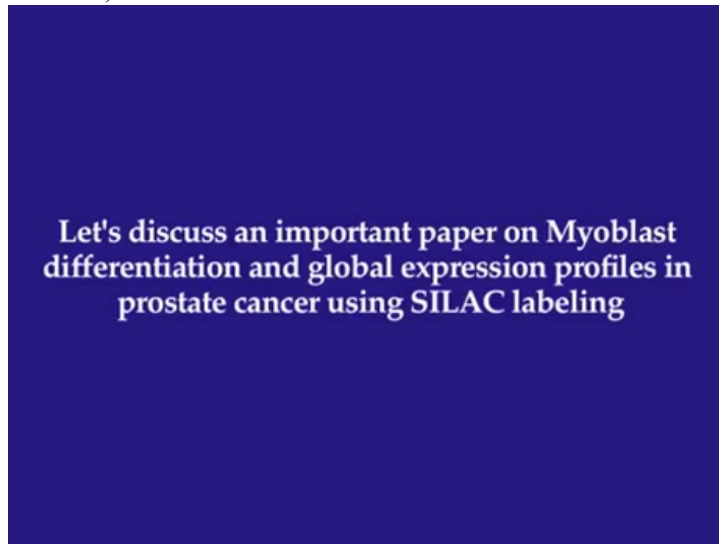 Let's discuss an important paper on Myoblast
differentiation and global expression profiles in
prostate cancer using SILAC labeling